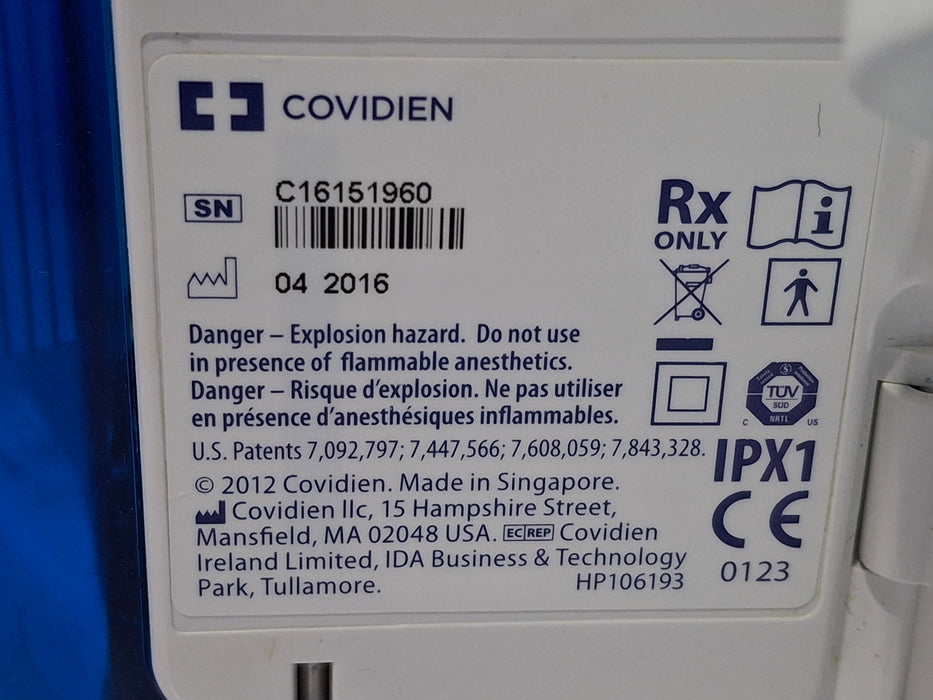 COVIDIEN
SN
C16151960
04 2016
Rx
ONLY
i
Danger – Explosion hazard. Do not use
in presence of flammable anesthetics.
Danger – Risque d’explosion. Ne pas utiliser
en présence d’anesthésiques inflammables.
TÜV
SÜD
NRTL
C US
U.S. Patents 7,092,797; 7,447,566; 7,608,059; 7,843,328.
IPX1
© 2012 Covidien. Made in Singapore.
Covidien llc, 15 Hampshire Street,
Mansfield, MA 02048 USA. EC REP Covidien
Ireland Limited, IDA Business & Technology
Park, Tullamore. HP106193
CE
0123